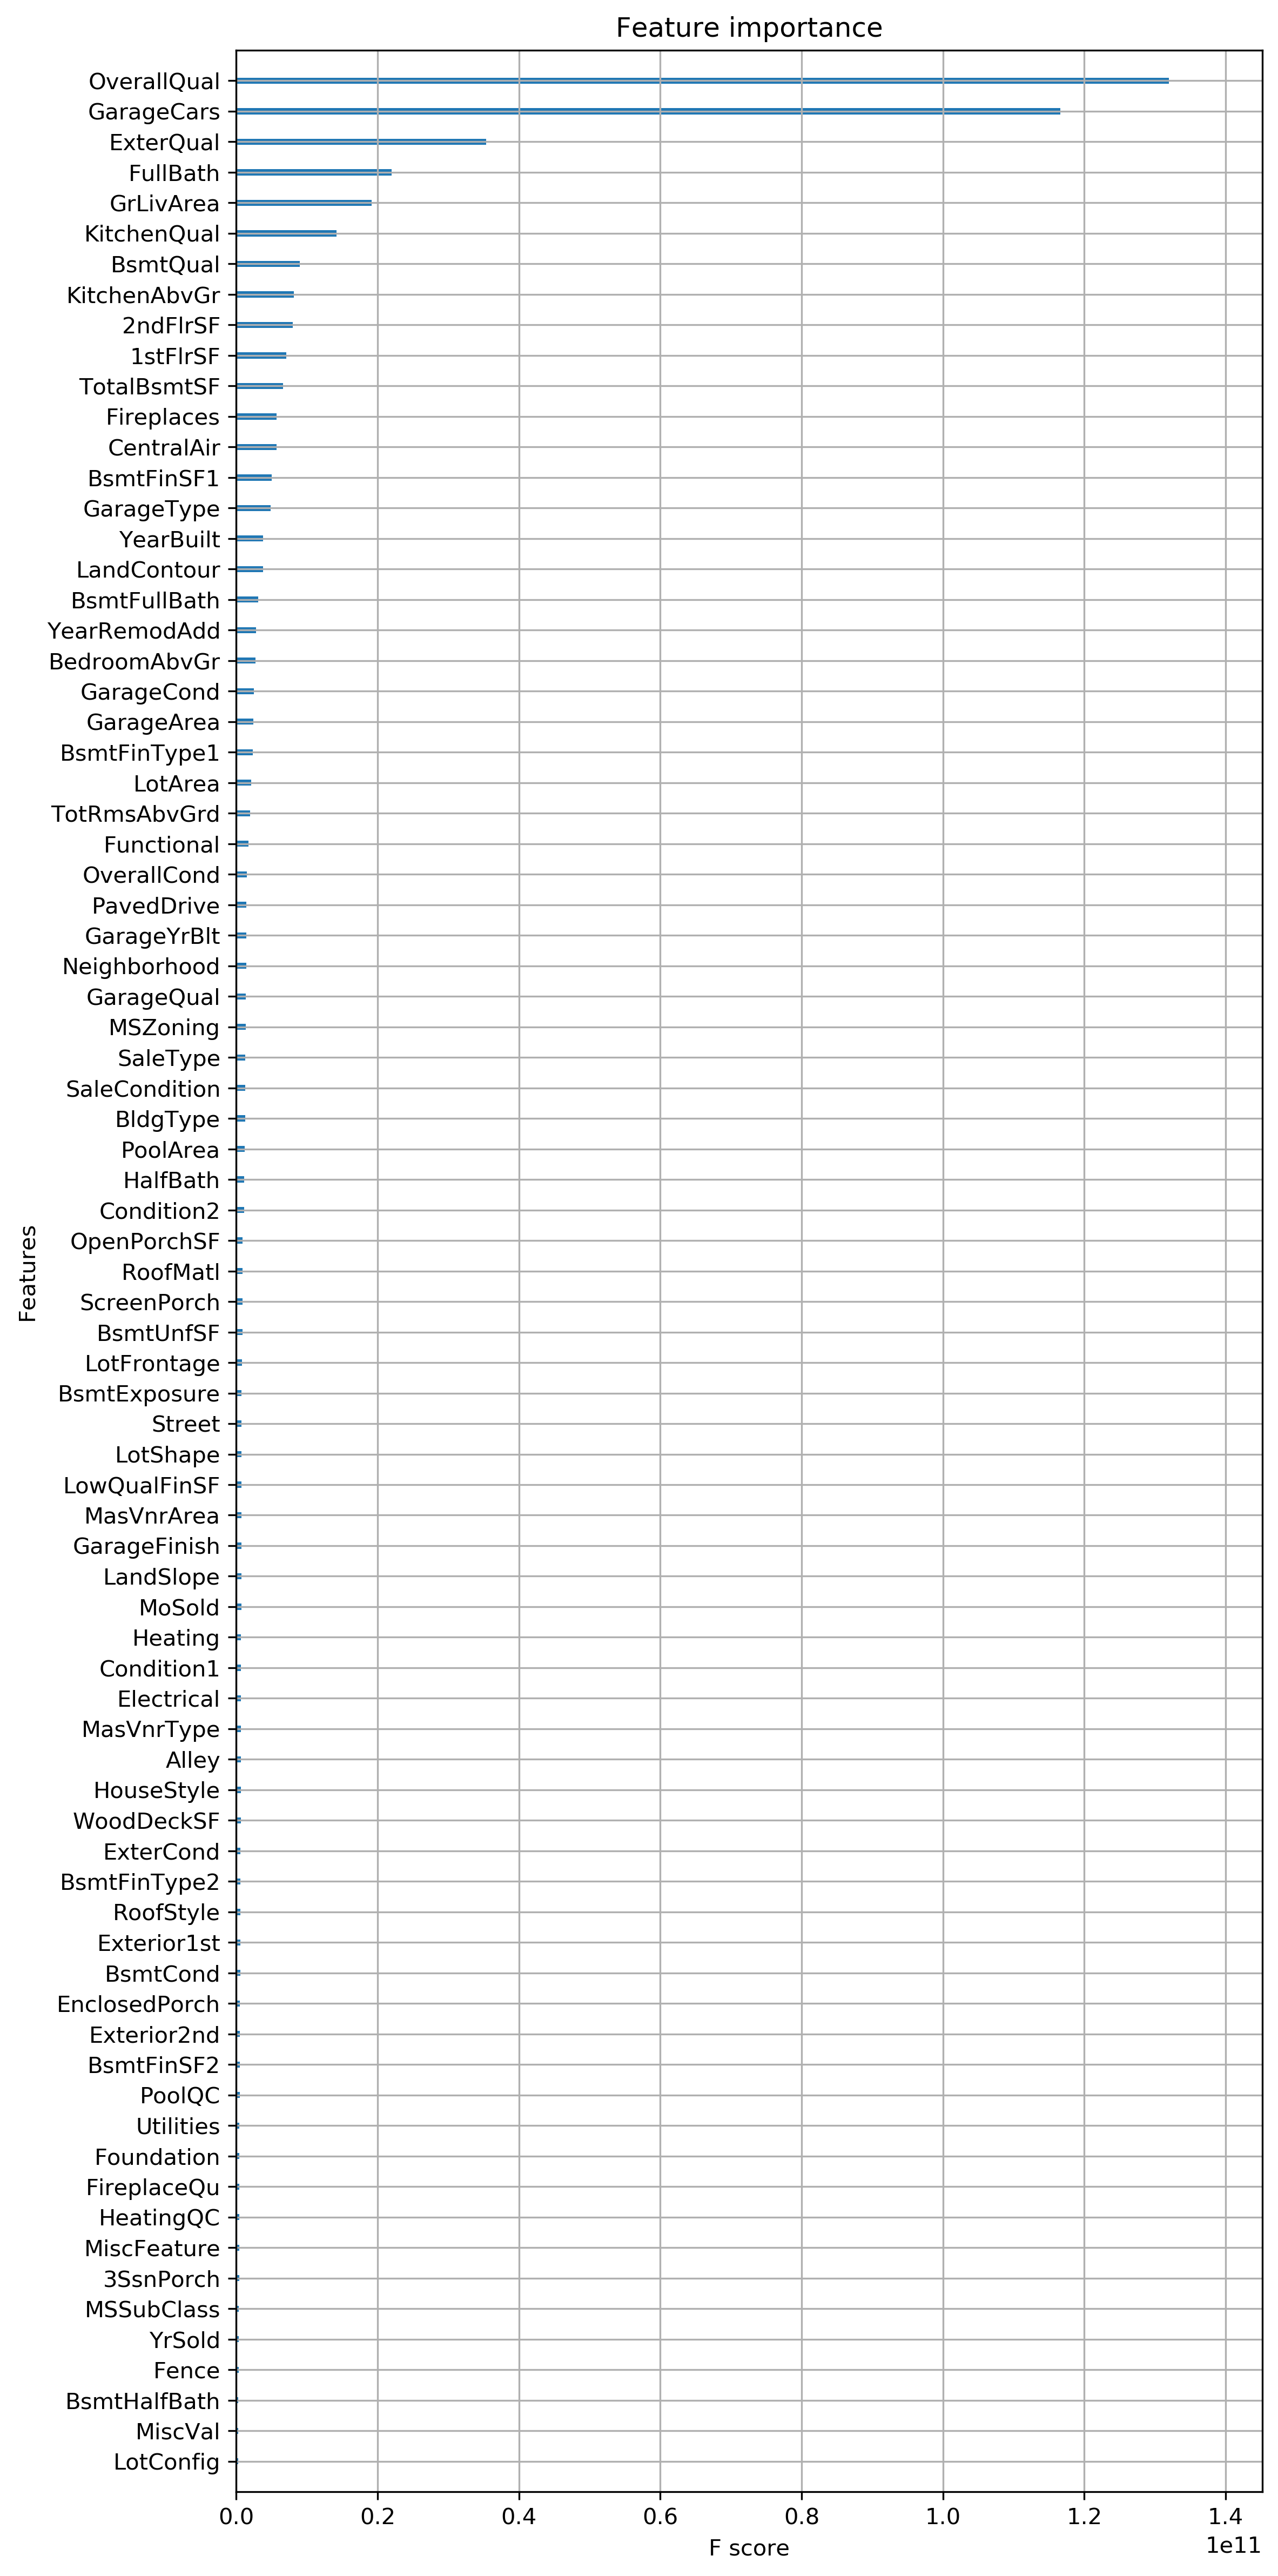 Feature importance
OverallQual
GarageCars
ExterQual
FullBath
GrLivArea
KitchenQual
BsmtQual
KitchenAbvGr
2ndFlrSF
1stFlrSF
TotalBsmtSF
Fireplaces
CentralAir
BsmtFinSF1
GarageType
YearBuilt
LandContour
BsmtFullBath
YearRemodAdd
BedroomAbvGr
GarageCond
GarageArea
BsmtFinType1
LotArea
TotRmsAbvGrd
Functional
OverallCond
PavedDrive
GarageYrBlt
Neighborhood
GarageQual
MSZoning
SaleType
SaleCondition
BldgType
PoolArea
HalfBath
Condition2
OpenPorchSF
RoofMatl
ScreenPorch
BsmtUnfSF
LotFrontage
BsmtExposure
Street
LotShape
LowQualFinSF
MasVnrArea
GarageFinish
LandSlope
MoSold
Heating
Condition1
Electrical
MasVnrType
Alley
HouseStyle
WoodDeckSF
ExterCond
BsmtFinType2
RoofStyle
Exterior1st
BsmtCond
EnclosedPorch
Exterior2nd
BsmtFinSF2
PoolQC
Utilities
Foundation
FireplaceQu
HeatingQC
MiscFeature
3SsnPorch
MSSubClass
YrSold
Fence
BsmtHalfBath
MiscVal
LotConfig
Features
0.0 0.2 0.4 0.6 0.8 1.0 1.2 1.4
1e11
F score